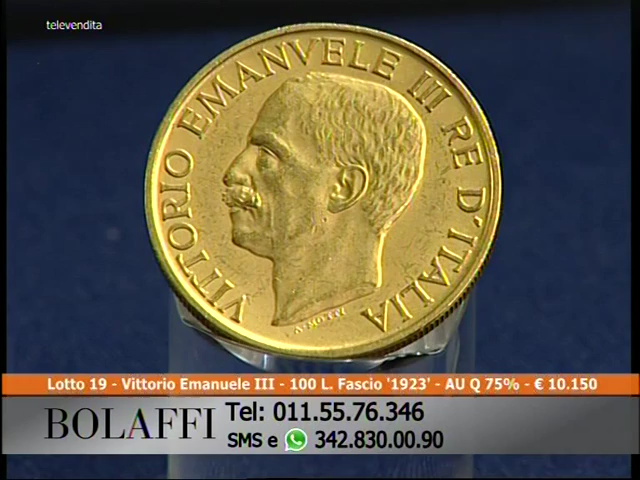 televendita
VITTORIO EMANVELE III RE D'ITALIA
Lotto 19 - Vittorio Emanuele III - 100 L. Fascio '1923' - AU Q 75% - € 10.150
BOLAFFI
Tel: 011.55.76.346
SMS e 342.830.00.90